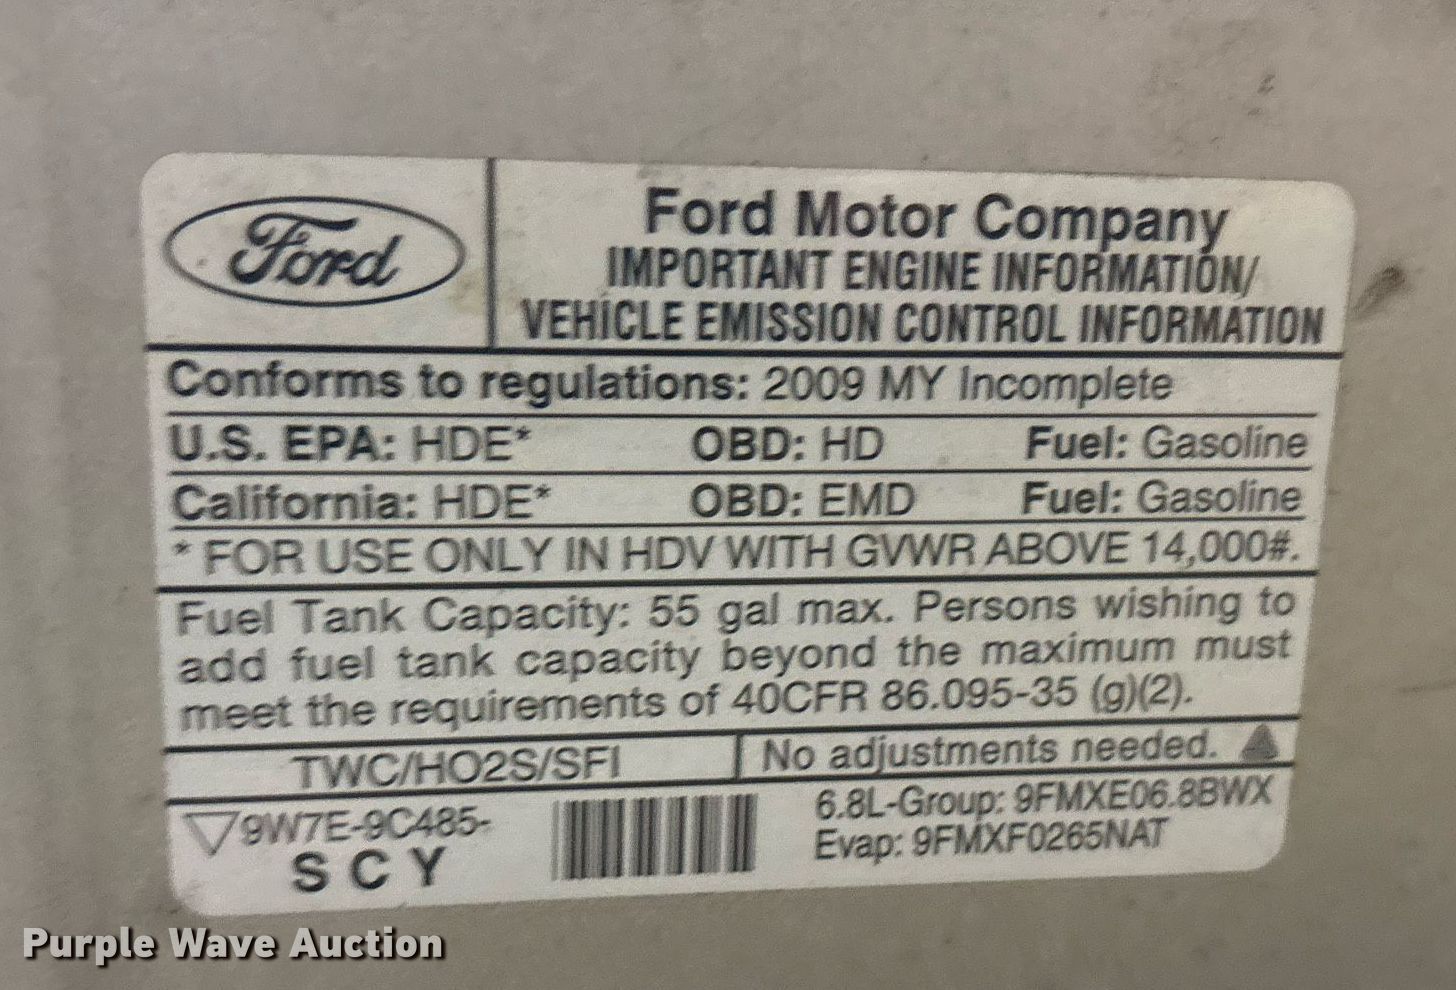 Ford
Ford Motor Company
IMPORTANT ENGINE INFORMATION/
VEHICLE EMISSION CONTROL INFORMATION
Conforms to regulations: 2009 MY Incomplete
U.S. EPA: HDE* OBD: HD Fuel: Gasoline
California: HDE* OBD: EMD Fuel: Gasoline
* FOR USE ONLY IN HDV WITH GVWR ABOVE 14,000#.
Fuel Tank Capacity: 55 gal max. Persons wishing to
add fuel tank capacity beyond the maximum must
meet the requirements of 40CFR 86.095-35 (g)(2).
TWC/HO2S/SFI No adjustments needed.
9W7E-9C485-
SCY
6.8L-Group: 9FMXE06.8BWX
Evap: 9FMXF0265NAT
Purple Wave Auction